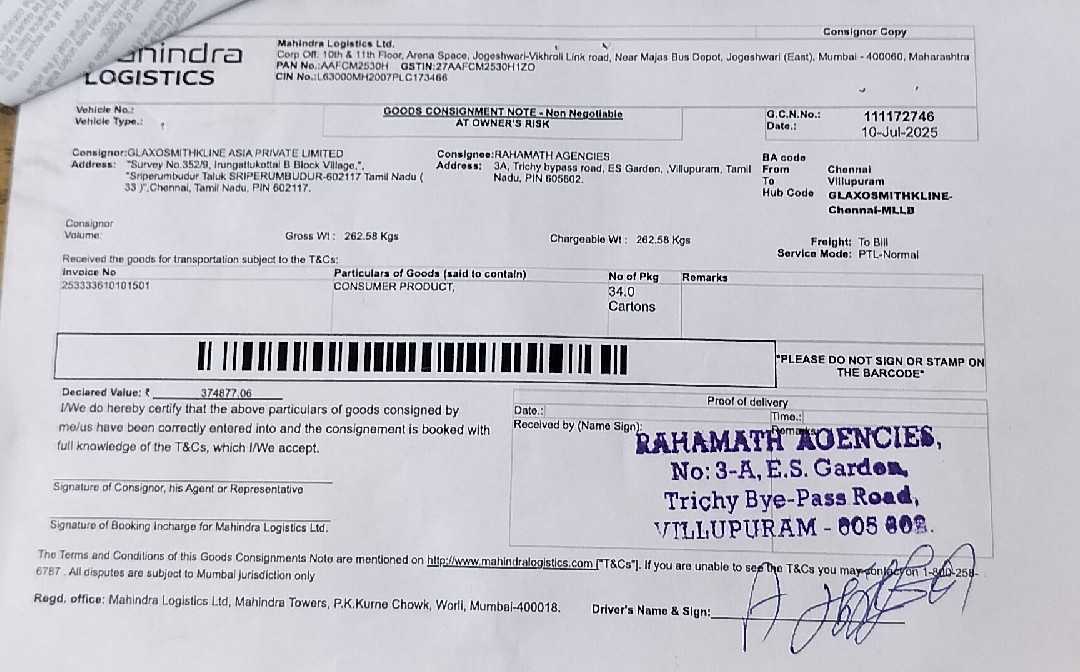 Consignor Copy
LOGISTICS
Mahindra Logistics Ltd.
Corp Off: 10th & 11th Floor, Arena Space, Jogeshwari-Vikhroli Link road, Near Majas Bus Depot, Jogeshwari (East), Mumbai - 400060, Maharashtra
PAN No.:AAFCM2530H GSTIN:27AAFCM2530H1ZO
CIN No.:L63000MH2007PLC173466
Vehicle No.:
Vehicle Type.:
GOODS CONSIGNMENT NOTE - Non Negotiable
AT OWNER'S RISK
G.C.N.No.: 111172746
Date.: 10-Jul-2025
Consignor:GLAXOSMITHKLINE ASIA PRIVATE LIMITED
Address: "Survey No.352/9, Irungattukottai B Block Village,",
"Sriperumbudur Taluk SRIPERUMBUDUR-602117 Tamil Nadu (
33 )",Chennai, Tamil Nadu, PIN 602117.
Consignee:RAHAMATH AGENCIES
Address: 3A, Trichy bypass road, ES Garden, ,Villupuram, Tamil
Nadu, PIN 605602.
BA code
From Chennai
To Villupuram
Hub Code GLAXOSMITHKLINE-
Chennai-MLLB
Consignor
Volume:
Gross Wt : 262.58 Kgs
Chargeable Wt : 262.58 Kgs
Freight: To Bill
Service Mode: PTL-Normal
Received the goods for transportation subject to the T&Cs:
Invoice No Particulars of Goods (said to contain) No of Pkg Remarks
253333610101501 CONSUMER PRODUCT, 34.0
Cartons
*PLEASE DO NOT SIGN OR STAMP ON
THE BARCODE*
Declared Value: ₹ 374877.06
I/We do hereby certify that the above particulars of goods consigned by
me/us have been correctly entered into and the consignement is booked with
full knowledge of the T&Cs, which I/We accept.
Signature of Consignor, his Agent or Representative
Signature of Booking Incharge for Mahindra Logistics Ltd.
Proof of delivery
Date.: Time.:
Received by (Name Sign): Remarks
RAHAMATH AGENCIES,
No: 3-A, E.S. Garden,
Trichy Bye-Pass Road,
VILLUPURAM - 605 602.
The Terms and Conditions of this Goods Consignments Note are mentioned on http://www.mahindralogistics.com ["T&Cs"]. If you are unable to see the T&Cs you may contact on 1-800-258-
6787 . All disputes are subject to Mumbai jurisdiction only
Regd. office: Mahindra Logistics Ltd, Mahindra Towers, P.K.Kurne Chowk, Worli, Mumbai-400018.
Driver's Name & Sign: